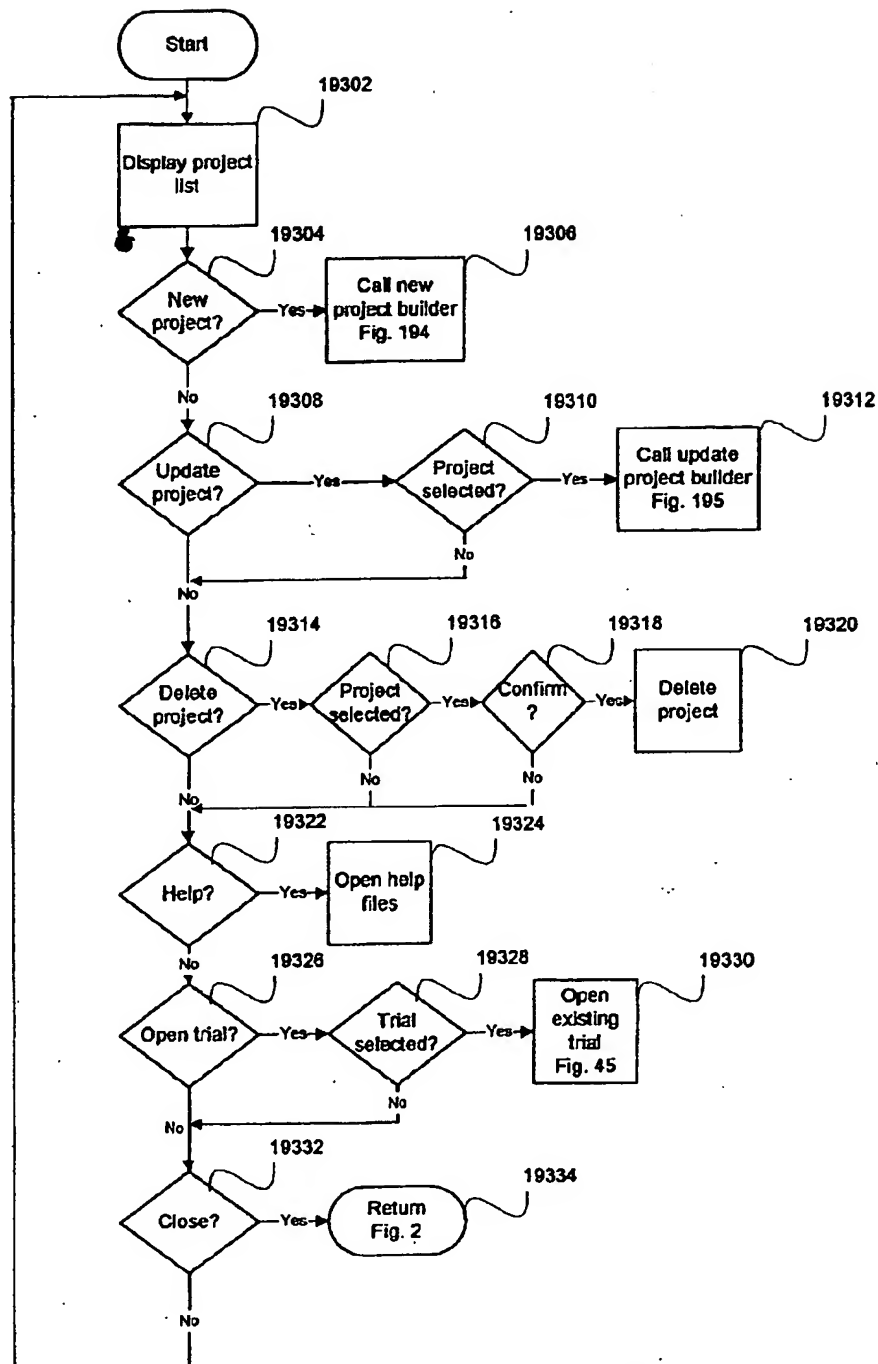 Start
19302
Display project
list
19304
19306
New
project?
Yes
Call new
project builder
Fig. 194
No
19308
19310
19312
Update
project?
Yes
Project
selected?
Yes
Call update
project builder
Fig. 195
No
No
19314
19316
19318
19320
Delete
project?
Yes
Project
selected?
Yes
Confirm
?
Yes
Delete
project
No
No
No
19322
19324
Help?
Yes
Open help
files
No
19326
19328
19330
Open trial?
Yes
Trial
selected?
Yes
Open
existing
trial
Fig. 45
No
No
19332
19334
Close?
Yes
Return
Fig. 2
No